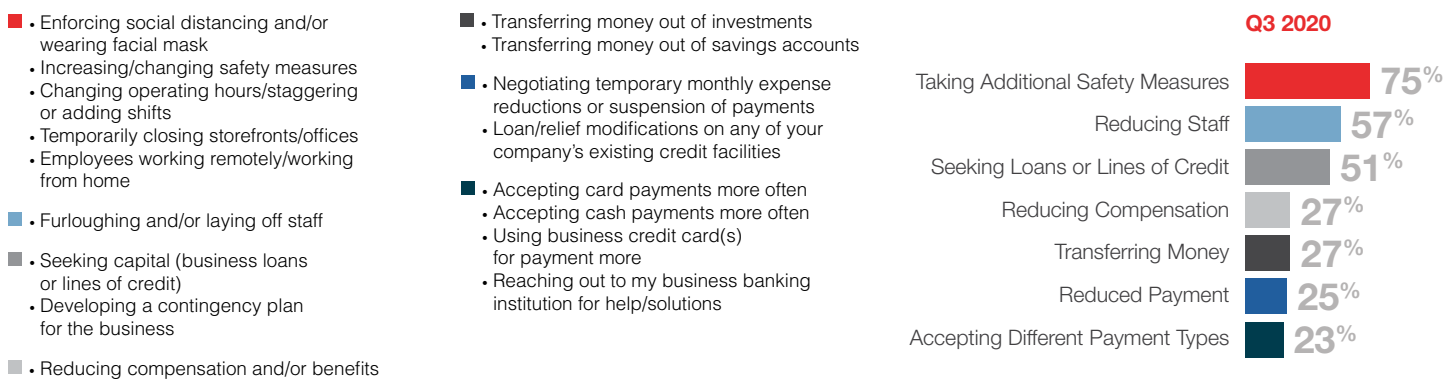 • Enforcing social distancing and/or
wearing facial mask
• Increasing/changing safety measures
• Changing operating hours/staggering
or adding shifts
• Temporarily closing storefronts/offices
• Employees working remotely/working
from home
• Furloughing and/or laying off staff
• Seeking capital (business loans
or lines of credit)
• Developing a contingency plan
for the business
• Reducing compensation and/or benefits
• Transferring money out of investments
• Transferring money out of savings accounts
• Negotiating temporary monthly expense
reductions or suspension of payments
• Loan/relief modifications on any of your
company's existing credit facilities
• Accepting card payments more often
• Accepting cash payments more often
• Using business credit card(s)
for payment more
• Reaching out to my business banking
institution for help/solutions
Q3 2020
Taking Additional Safety Measures 75%
Reducing Staff 57%
Seeking Loans or Lines of Credit 51%
Reducing Compensation 27%
Transferring Money 27%
Reduced Payment 25%
Accepting Different Payment Types 23%